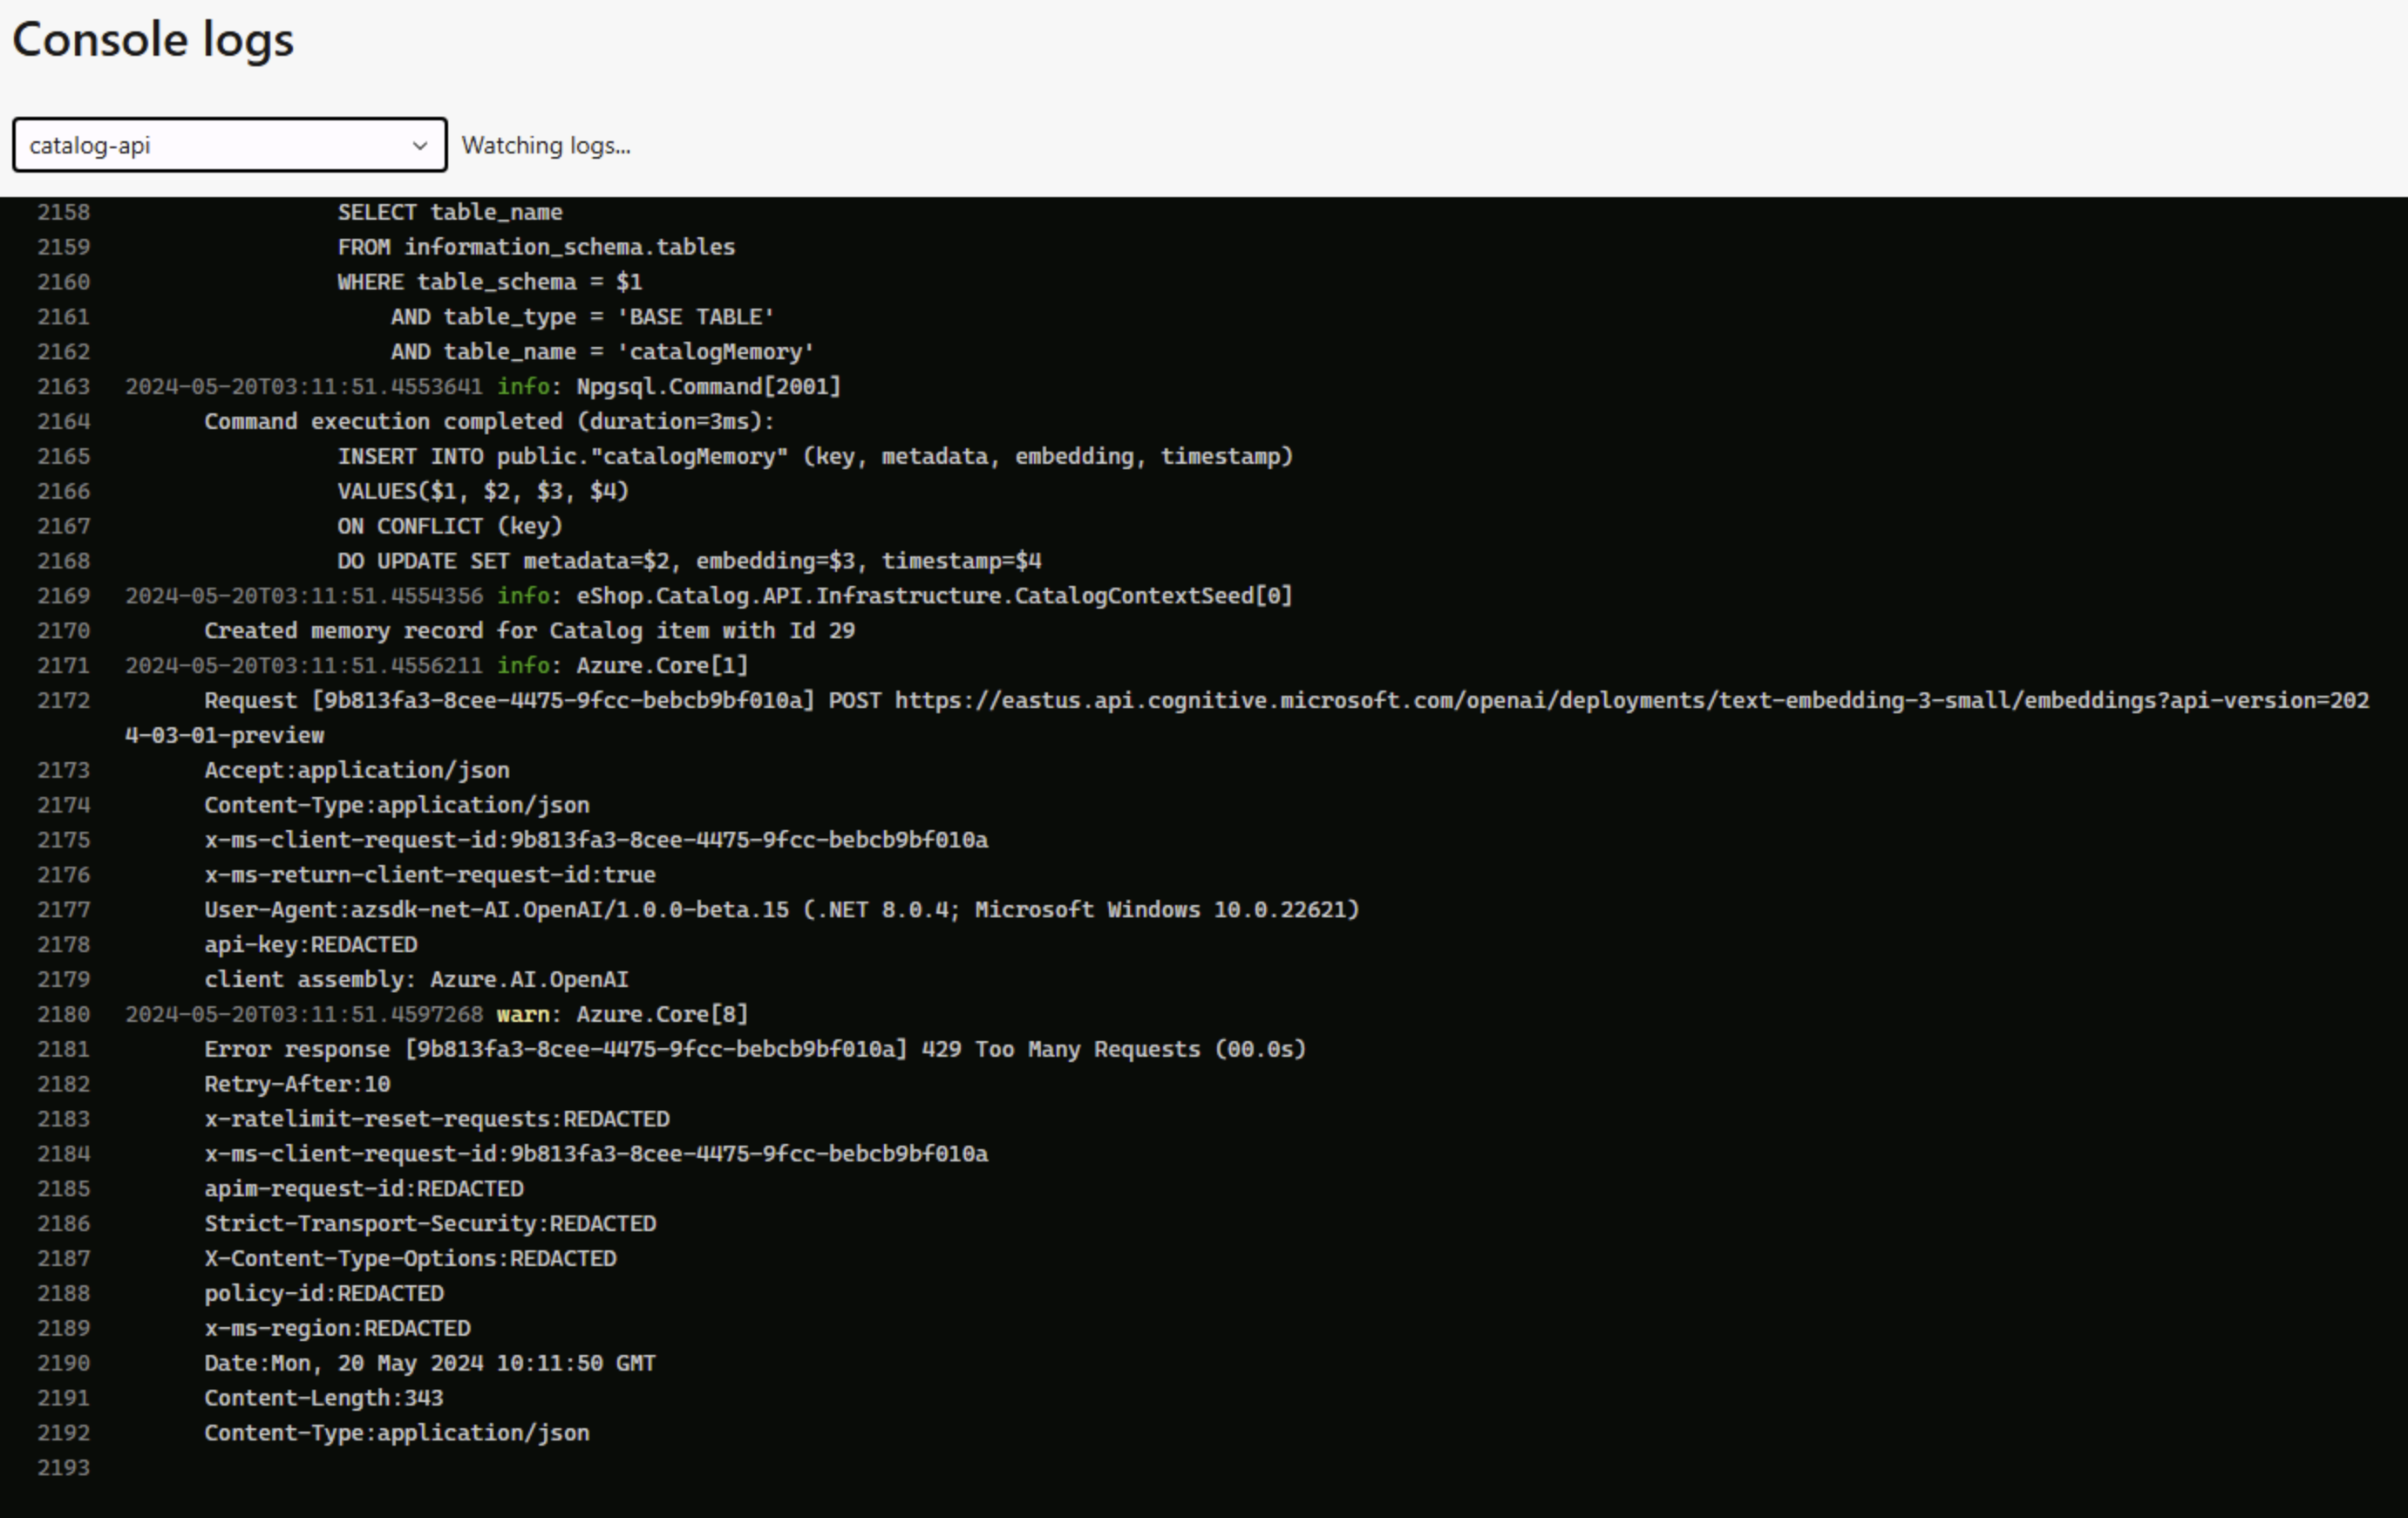 Console logs
catalog-api Watching logs...
2158 SELECT table_name
2159 FROM information_schema.tables
2160 WHERE table_schema = $1
2161 AND table_type = 'BASE TABLE'
2162 AND table_name = 'catalogMemory'
2163 2024-05-20T03:11:51.4553641 info: Npgsql.Command[2001]
2164 Command execution completed (duration=3ms):
2165 INSERT INTO public."catalogMemory" (key, metadata, embedding, timestamp)
2166 VALUES($1, $2, $3, $4)
2167 ON CONFLICT (key)
2168 DO UPDATE SET metadata=$2, embedding=$3, timestamp=$4
2169 2024-05-20T03:11:51.4554356 info: eShop.Catalog.API.Infrastructure.CatalogContextSeed[0]
2170 Created memory record for Catalog item with Id 29
2171 2024-05-20T03:11:51.4556211 info: Azure.Core[1]
2172 Request [9b813fa3-8cee-4475-9fcc-bebcb9bf010a] POST https://eastus.api.cognitive.microsoft.com/openai/deployments/text-embedding-3-small/embeddings?api-version=202
4-03-01-preview
2173 Accept:application/json
2174 Content-Type:application/json
2175 x-ms-client-request-id:9b813fa3-8cee-4475-9fcc-bebcb9bf010a
2176 x-ms-return-client-request-id:true
2177 User-Agent:azsdk-net-AI.OpenAI/1.0.0-beta.15 (.NET 8.0.4; Microsoft Windows 10.0.22621)
2178 api-key:REDACTED
2179 client assembly: Azure.AI.OpenAI
2180 2024-05-20T03:11:51.4597268 warn: Azure.Core[8]
2181 Error response [9b813fa3-8cee-4475-9fcc-bebcb9bf010a] 429 Too Many Requests (00.0s)
2182 Retry-After:10
2183 x-ratelimit-reset-requests:REDACTED
2184 x-ms-client-request-id:9b813fa3-8cee-4475-9fcc-bebcb9bf010a
2185 apim-request-id:REDACTED
2186 Strict-Transport-Security:REDACTED
2187 X-Content-Type-Options:REDACTED
2188 policy-id:REDACTED
2189 x-ms-region:REDACTED
2190 Date:Mon, 20 May 2024 10:11:50 GMT
2191 Content-Length:343
2192 Content-Type:application/json
2193